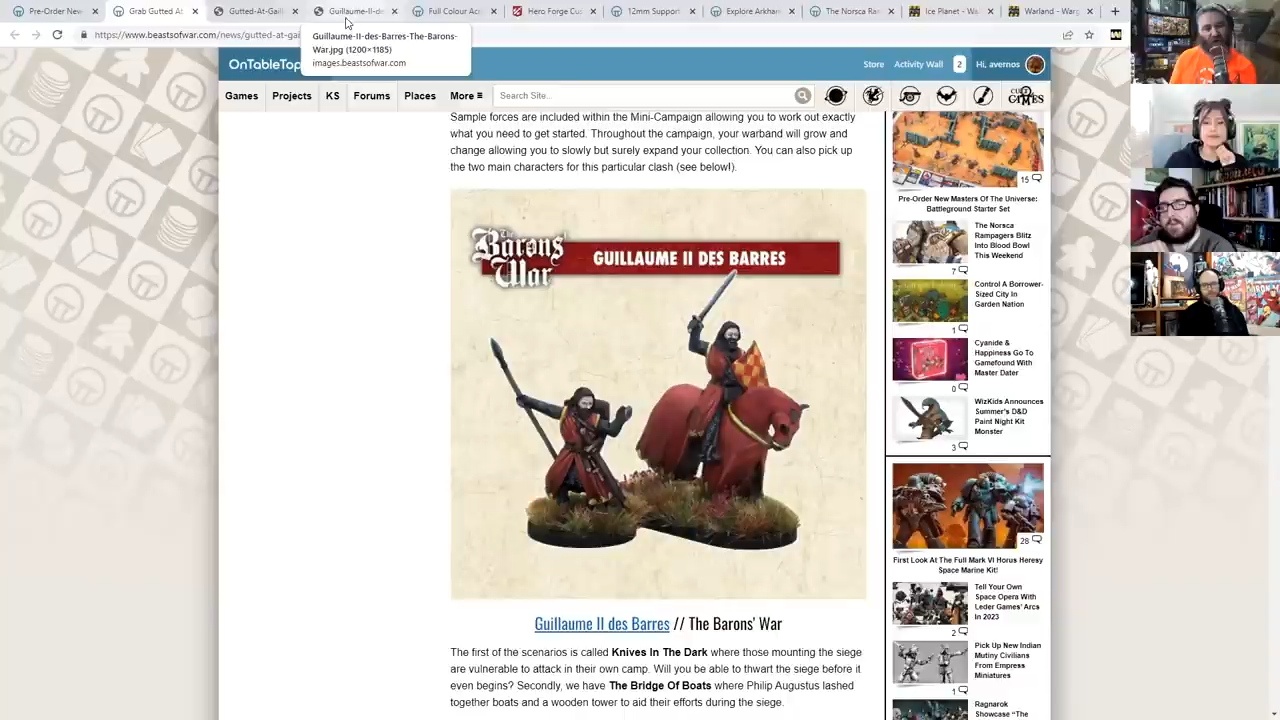 Pre-Order New
Grab Gutted At
Gutted-At-Gaill
Guillaume-II-de
Full Colour Ac
Hero Forge Cu
12mm Support
Explore Arkham
The Norsca Ra
Ice Planet - Wa
Warland - Warg
https://www.beastsofwar.com/news/gutted-at
Guillaume-II-des-Barres-The-Barons-
War.jpg (1200×1185)
images.beastsofwar.com
OnTableTop
Store
Activity Wall
2
Hi, avernos
Games
Projects
KS
Forums
Places
More
Search Site...
GAMES
Sample forces are included within the Mini-Campaign allowing you to work out exactly
what you need to get started. Throughout the campaign, your warband will grow and
change allowing you to slowly but surely expand your collection. You can also pick up
the two main characters for this particular clash (see below!).
The
Barons
War
GUILLAUME II DES BARRES
Guillaume II des Barres // The Barons' War
The first of the scenarios is called Knives In The Dark where those mounting the siege
are vulnerable to attack in their own camp. Will you be able to thwart the siege before it
even begins? Secondly, we have The Bridge Of Boats where Philip Augustus lashed
together boats and a wooden tower to aid their efforts during the siege.
15
Pre-Order New Masters Of The Universe:
Battleground Starter Set
The Norsca
Rampagers Blitz
Into Blood Bowl
This Weekend
7
Control A Borrower-
Sized City In
Garden Nation
1
Cyanide &
Happiness Go To
Gamefound With
Master Dater
0
WizKids Announces
Summer's D&D
Paint Night Kit
Monster
3
28
First Look At The Full Mark VI Horus Heresy
Space Marine Kit!
Tell Your Own
Space Opera With
Leder Games' Arcs
In 2023
2
Pick Up New Indian
Mutiny Civilians
From Empress
Miniatures
1
Ragnarok
Showcase "The